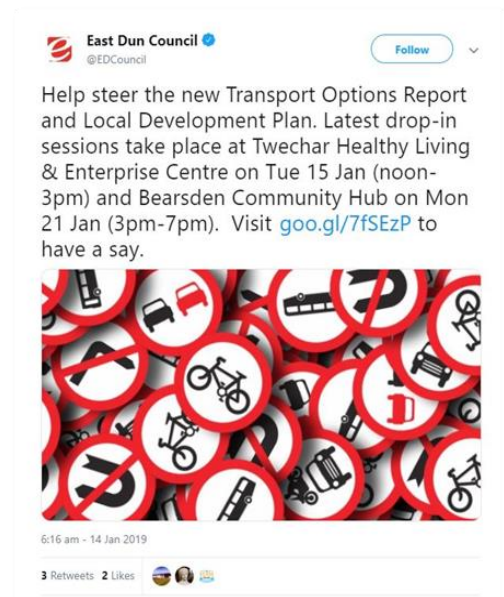 East Dun Council
@EDCouncil
Follow
Help steer the new Transport Options Report
and Local Development Plan. Latest drop-in
sessions take place at Twechar Healthy Living
& Enterprise Centre on Tue 15 Jan (noon-
3pm) and Bearsden Community Hub on Mon
21 Jan (3pm-7pm). Visit goo.gl/7fSEzP to
have a say.
6:16 am - 14 Jan 2019
3 Retweets 2 Likes